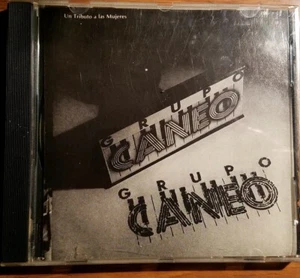 Un Tributo a las Mujeres
GRUPO
CANEO
GRUPO
CANEO